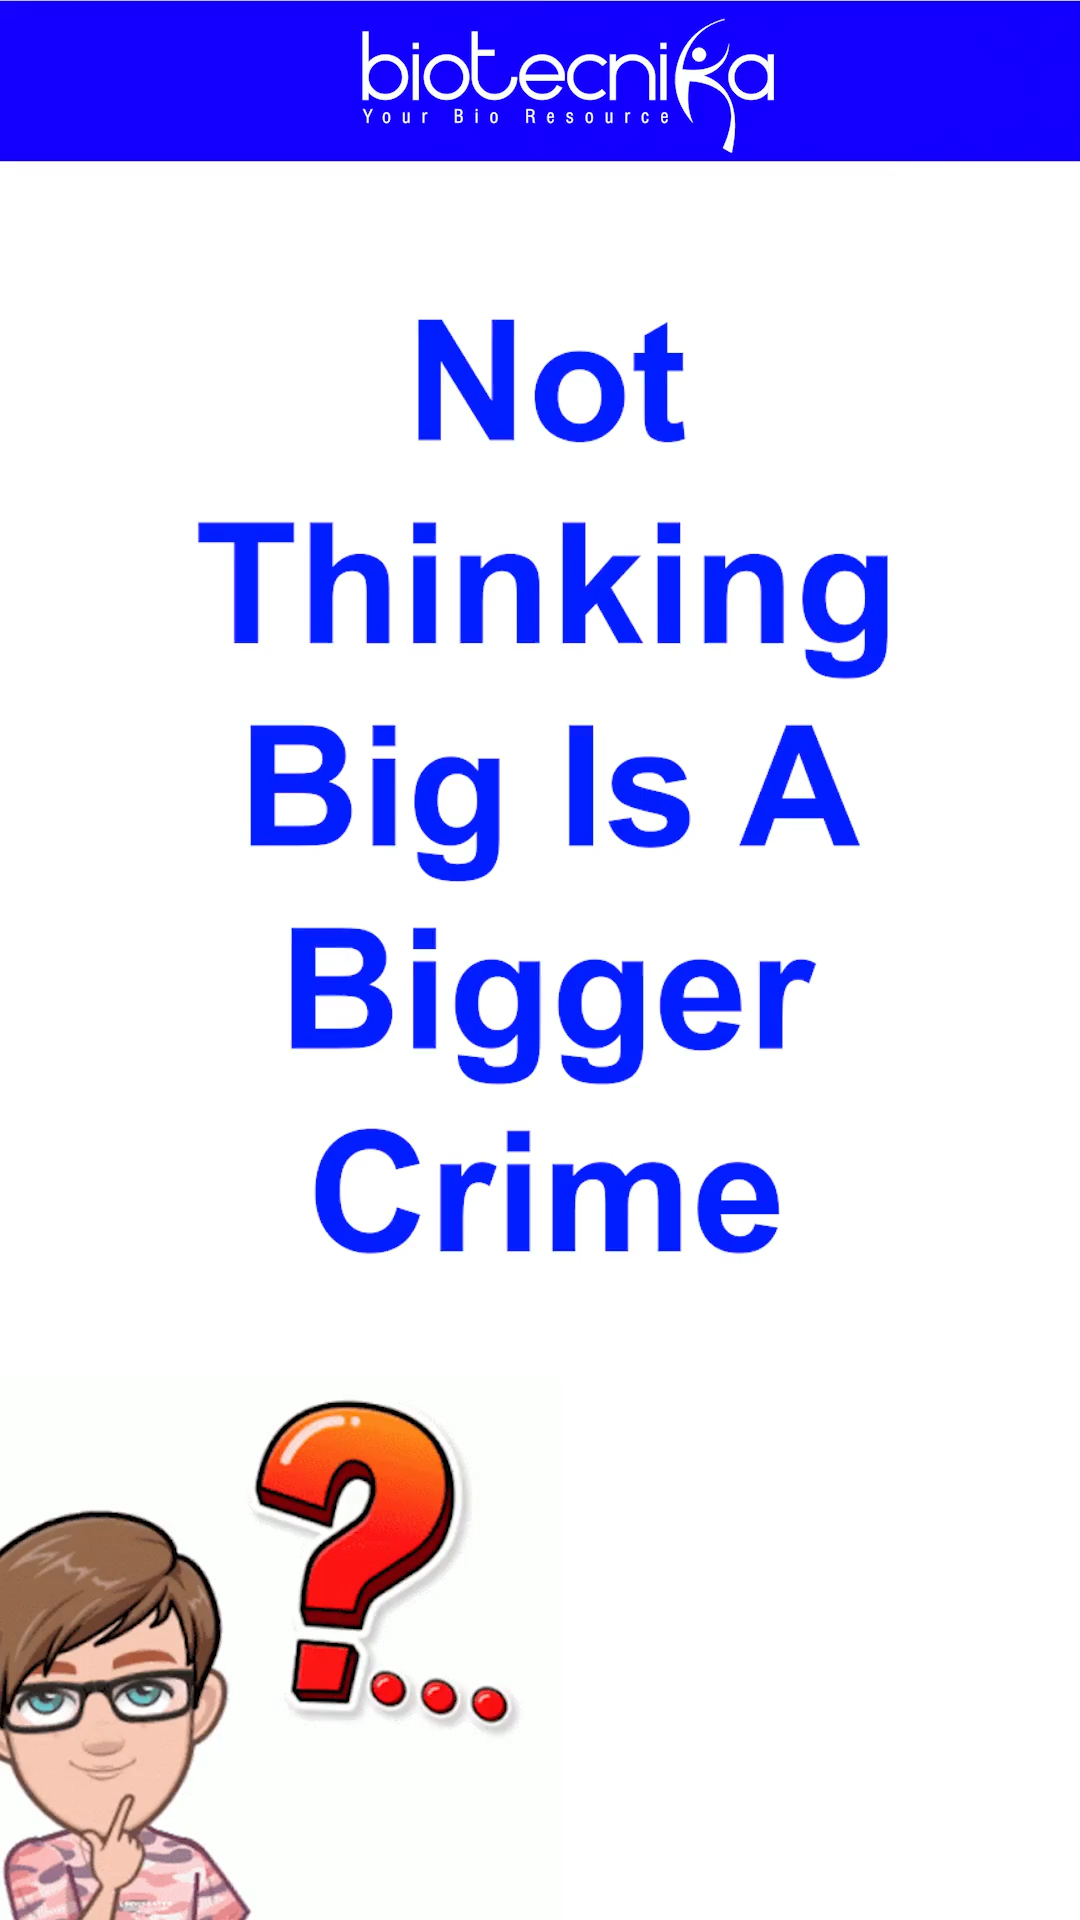 biotecnika
Your Bio Resource
Not
Thinking
Big Is A
Bigger
Crime
?...